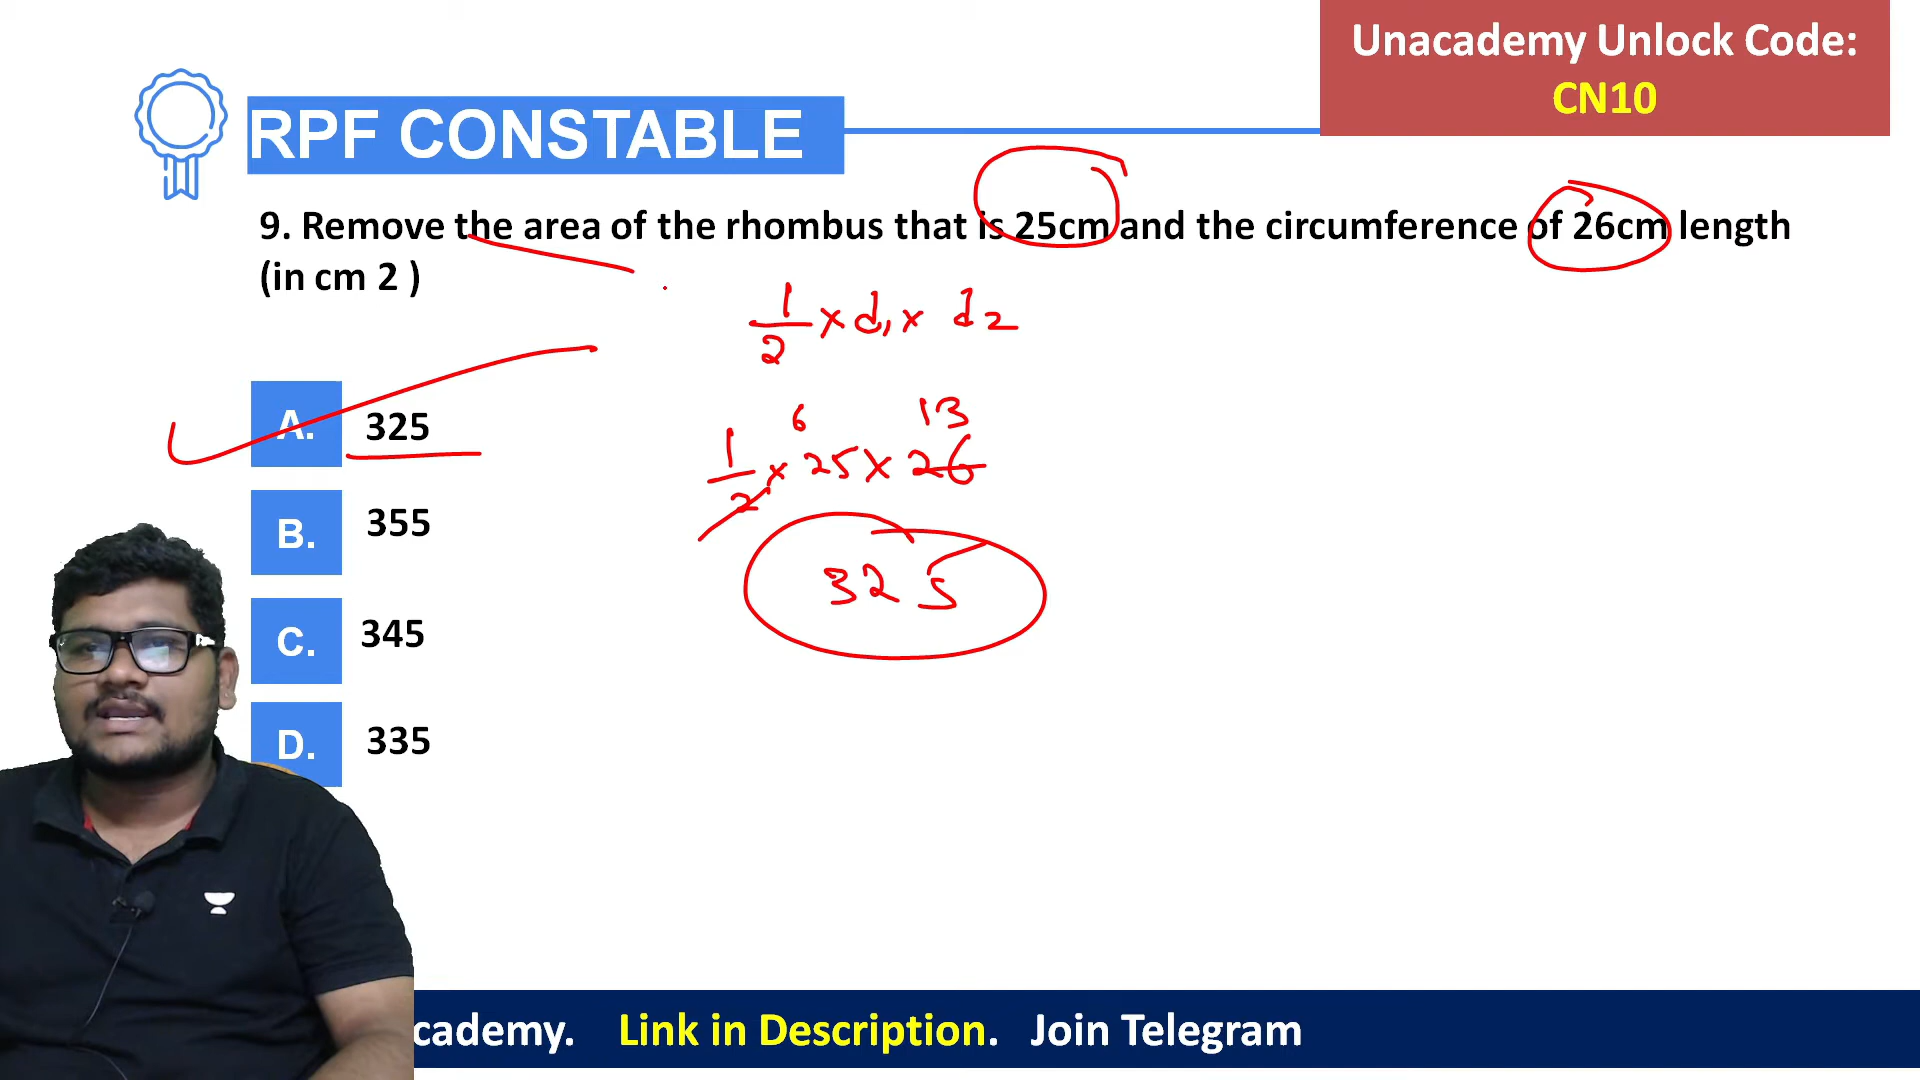 Unacademy Unlock Code:
CN10
RPF CONSTABLE
9. Remove the area of the rhombus that is 25cm and the circumference of 26cm length
(in cm 2 )
1/2 × d1 × d2
A. 325
6 13
1/2 × 25 × 26
B. 355
325
C. 345
D. 335
cademy. Link in Description. Join Telegram